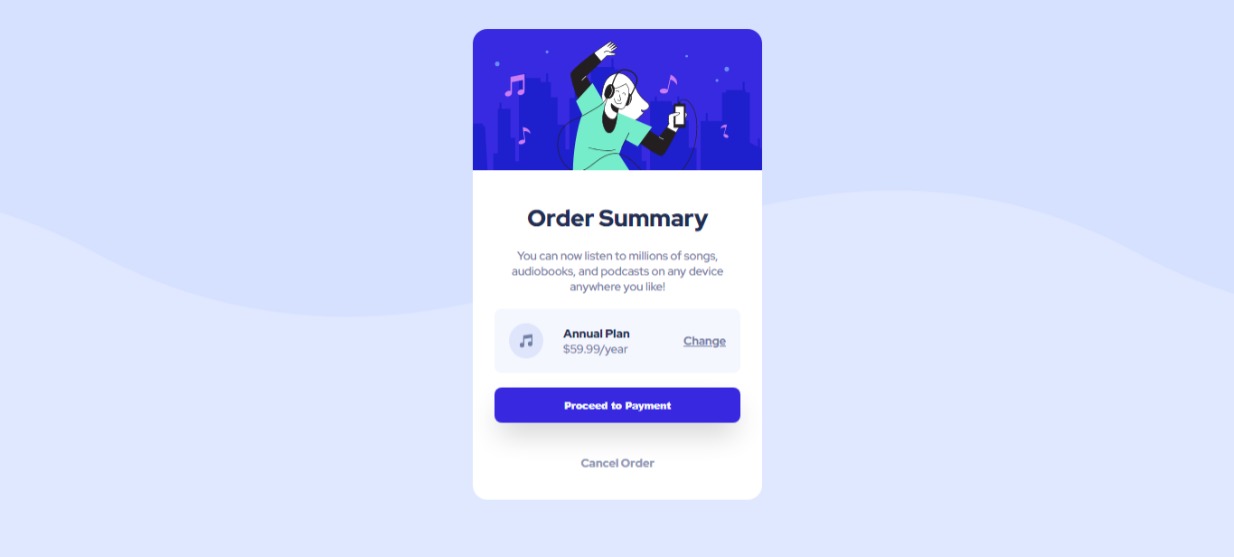 Order Summary
You can now listen to millions of songs,
audiobooks, and podcasts on any device
anywhere you like!
Annual Plan
$59.99/year
Change
Proceed to Payment
Cancel Order